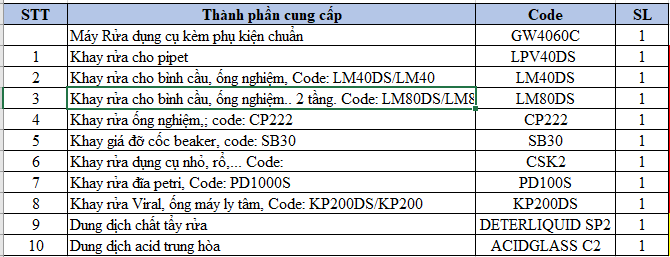 STT Thành phần cung cấp Code SL
Máy Rửa dụng cụ kèm phụ kiện chuẩn GW4060C 1
1 Khay rửa cho pipet LPV40DS 1
2 Khay rửa cho bình cầu, ống nghiệm, Code: LM40DS/LM40 LM40DS 1
3 Khay rửa cho bình cầu, ống nghiệm.. 2 tầng. Code: LM80DS/LM8 LM80DS 1
4 Khay rửa ống nghiệm,; code: CP222 CP222 1
5 Khay giá đỡ cốc beaker, code: SB30 SB30 1
6 Khay rửa dụng cụ nhỏ, rổ,... Code: CSK2 1
7 Khay rửa đĩa petri, Code: PD1000S PD100S 1
8 Khay rửa Viral, ống máy ly tâm, Code: KP200DS/KP200 KP200DS 1
9 Dung dịch chất tẩy rửa DETERLIQUID SP2 1
10 Dung dịch acid trung hòa ACIDGLASS C2 1